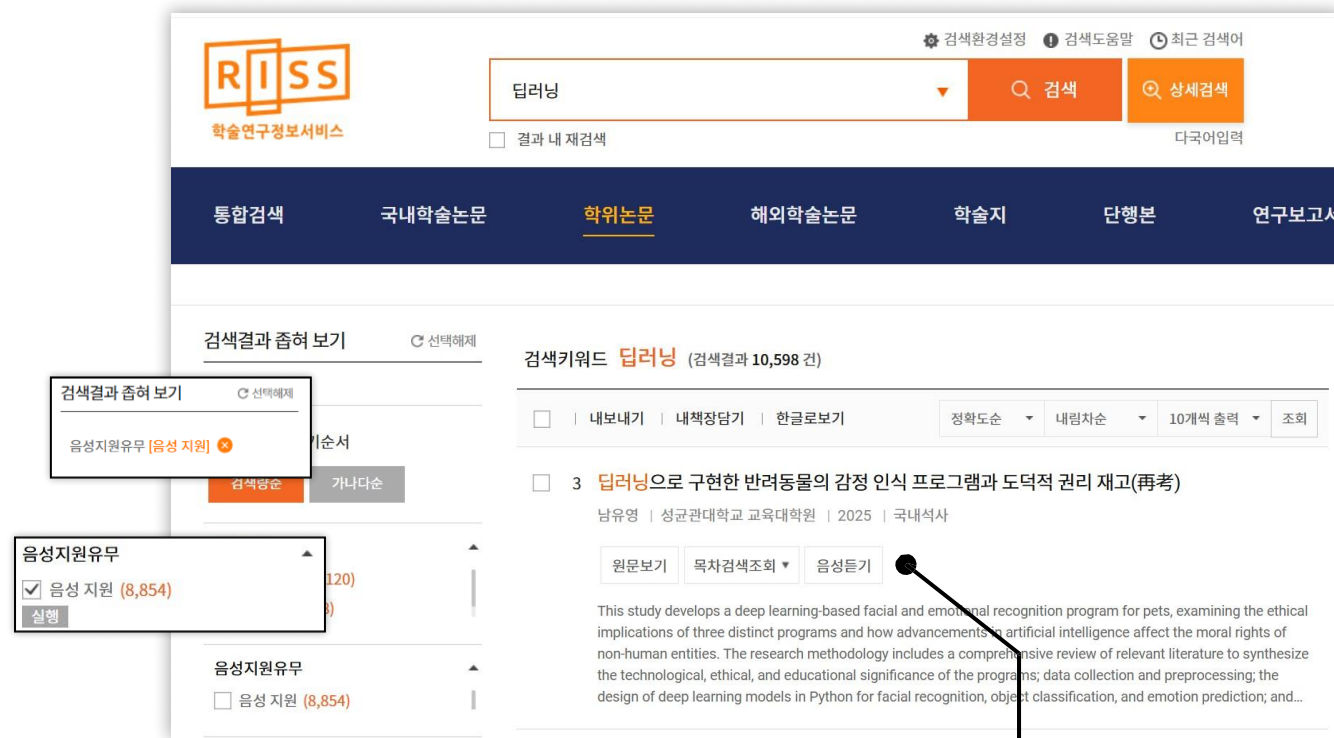 검색환경설정 검색도움말 최근 검색어
RISS
학술연구정보서비스
딥러닝
검색 상세검색
결과 내 재검색
다국어입력
통합검색 국내학술논문 학위논문 해외학술논문 학술지 단행본 연구보고서
검색결과 좁혀 보기 선택해제
검색결과 좁혀 보기 선택해제
음성지원유무 [음성 지원]
검색량순 가나다순
음성지원유무
음성 지원 (8,854)
실행
120)
음성지원유무
음성 지원 (8,854)
검색키워드 딥러닝 (검색결과 10,598 건)
내보내기 | 내책장담기 | 한글로보기 정확도순 내림차순 10개씩 출력 조회
3 딥러닝으로 구현한 반려동물의 감정 인식 프로그램과 도덕적 권리 재고(再考)
남유영 | 성균관대학교 교육대학원 | 2025 | 국내석사
원문보기 목차검색조회 음성듣기
This study develops a deep learning-based facial and emotional recognition program for pets, examining the ethical
implications of three distinct programs and how advancements in artificial intelligence affect the moral rights of
non-human entities. The research methodology includes a comprehensive review of relevant literature to synthesize
the technological, ethical, and educational significance of the programs; data collection and preprocessing; the
design of deep learning models in Python for facial recognition, object classification, and emotion prediction; and...